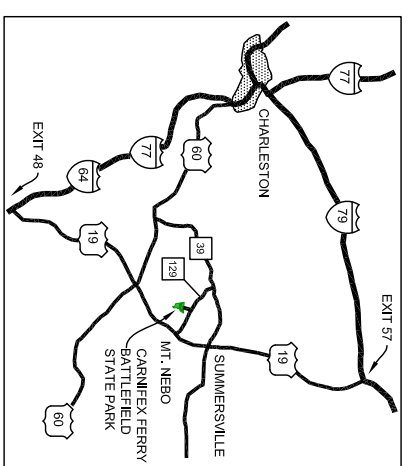 77
CHARLESTON
79
EXIT 57
77
64
EXIT 48
60
39
129
19
SUMMERSVILLE
19
MT. NEBO
CARNIFEX FERRY
BATTLEFIELD
STATE PARK
60